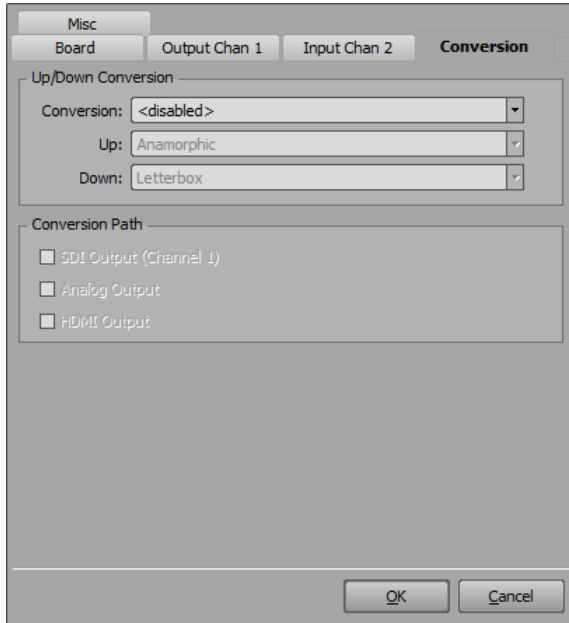 Misc
Board Output Chan 1 Input Chan 2 Conversion
Up/Down Conversion
Conversion: <disabled>
Up: Anamorphic
Down: Letterbox
Conversion Path
SDI Output (Channel 1)
Analog Output
HDMI Output
OK Cancel